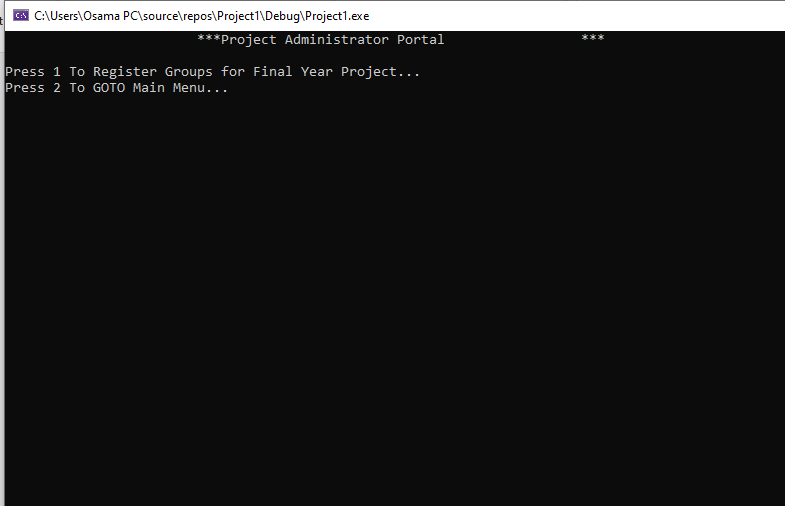 C:\Users\Osama PC\source\repos\Project1\Debug\Project1.exe
***Project Administrator Portal ***
Press 1 To Register Groups for Final Year Project...
Press 2 To GOTO Main Menu...